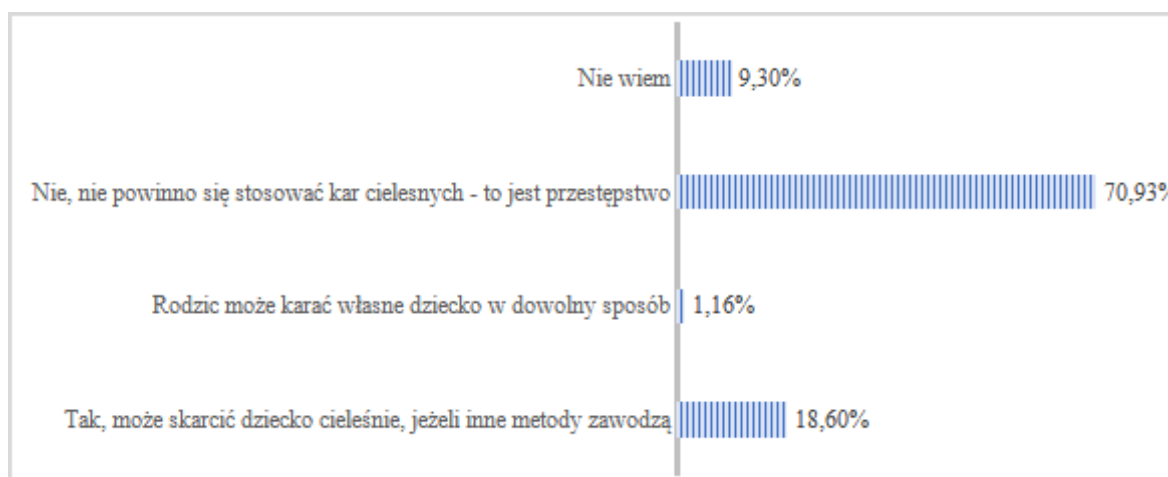 Nie wiem 9,30%
Nie, nie powinno się stosować kar cielesnych - to jest przestępstwo 70,93%
Rodzic może karać własne dziecko w dowolny sposób 1,16%
Tak, może skarcić dziecko cieleśnie, jeżeli inne metody zawodzą 18,60%